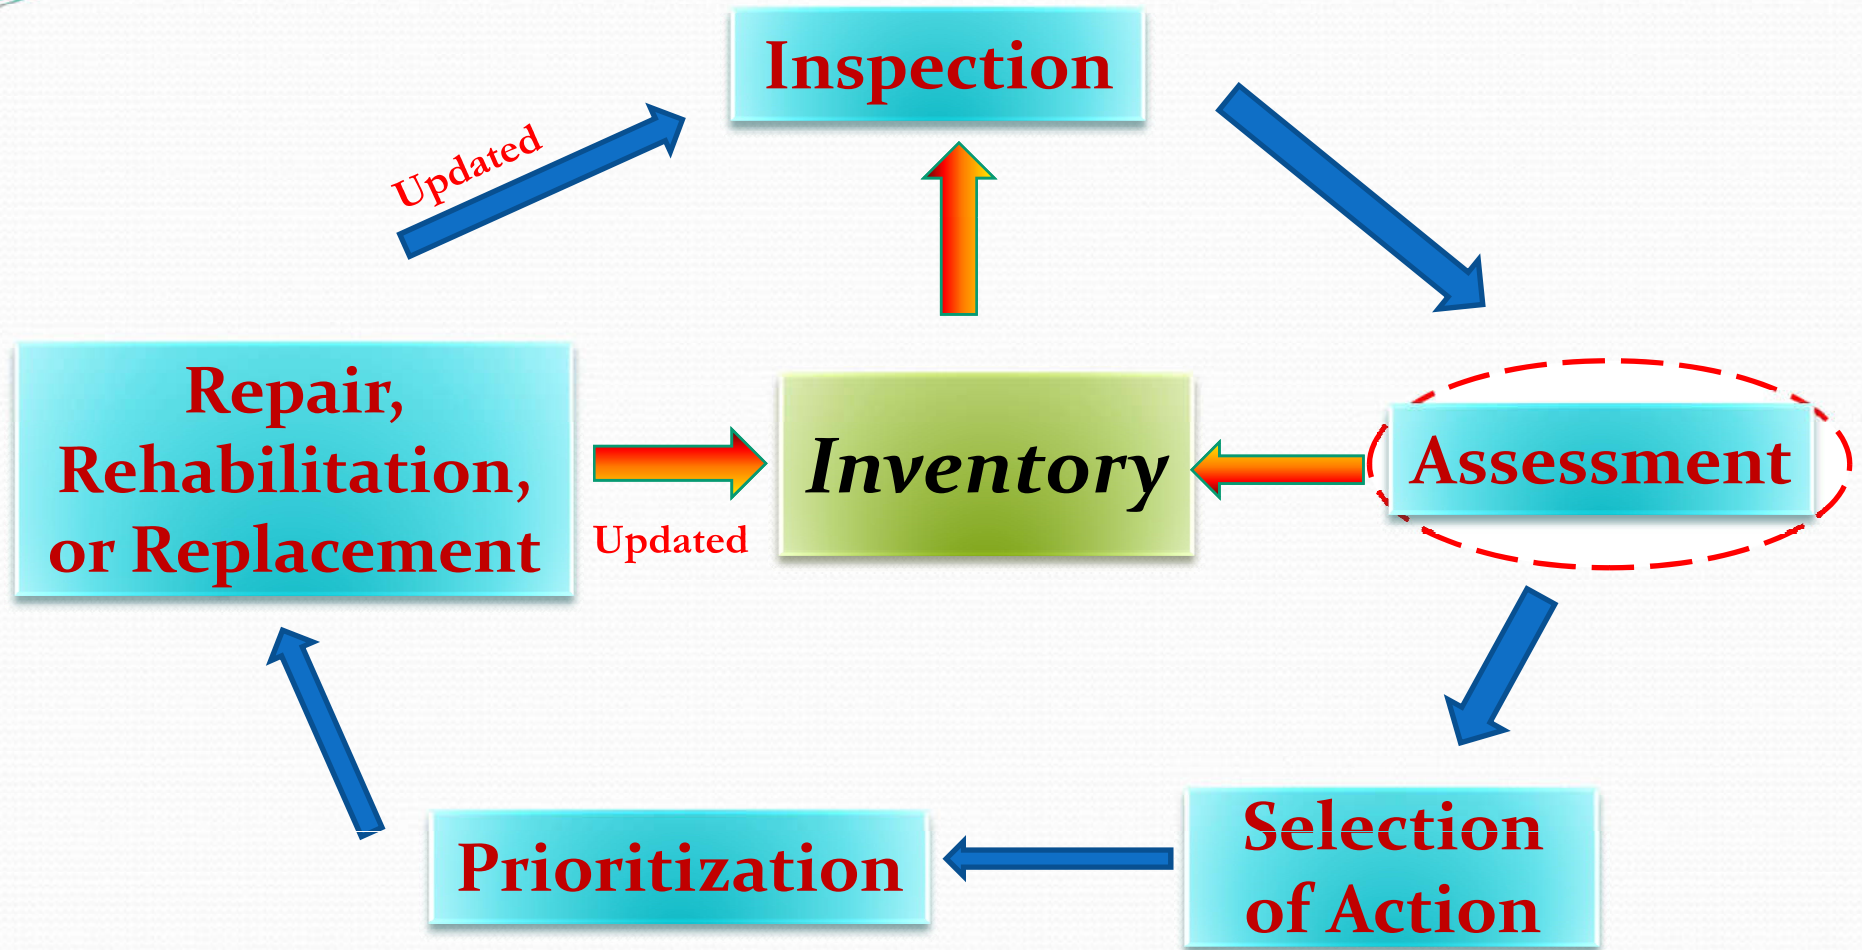 Inspection
Updated
Repair,
Rehabilitation,
or Replacement
Updated
Inventory
Assessment
Prioritization
Selection
of Action